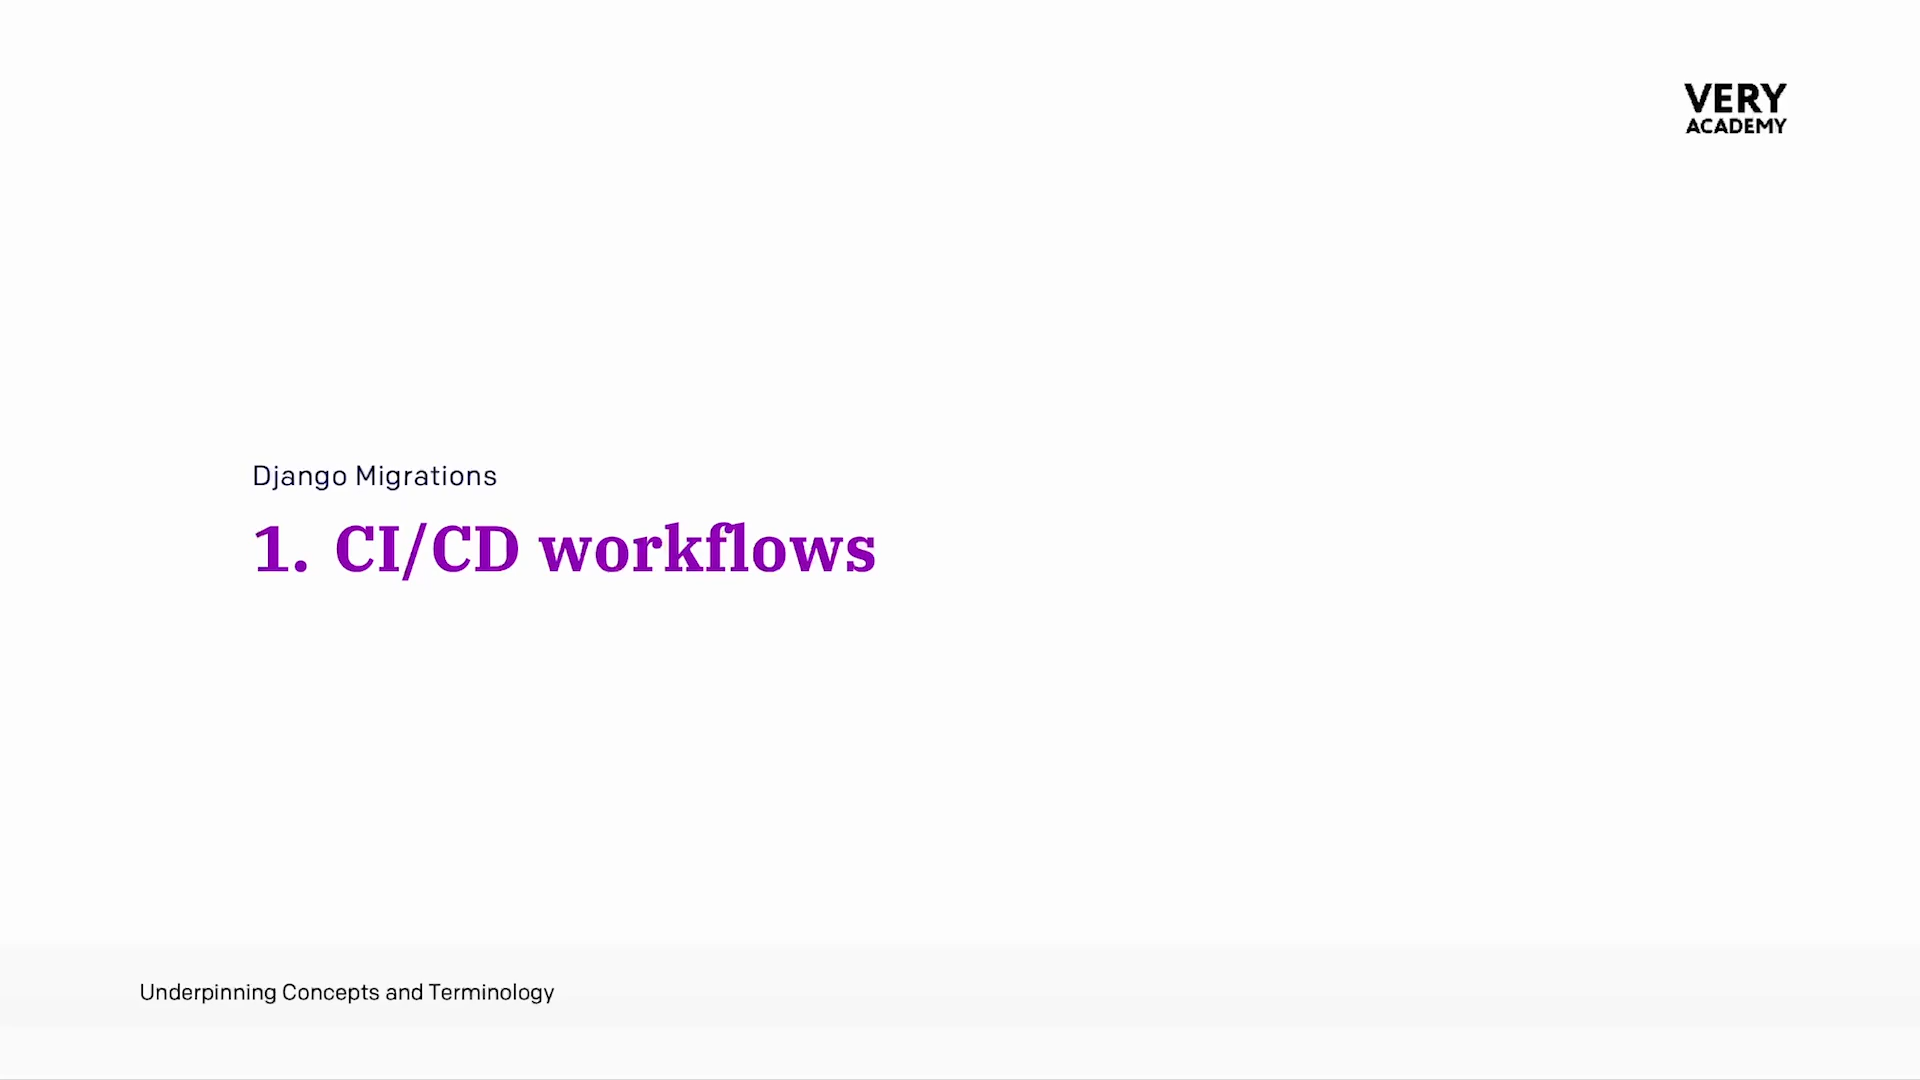 VERY
ACADEMY
Django Migrations
1. CI/CD workflows
Underpinning Concepts and Terminology